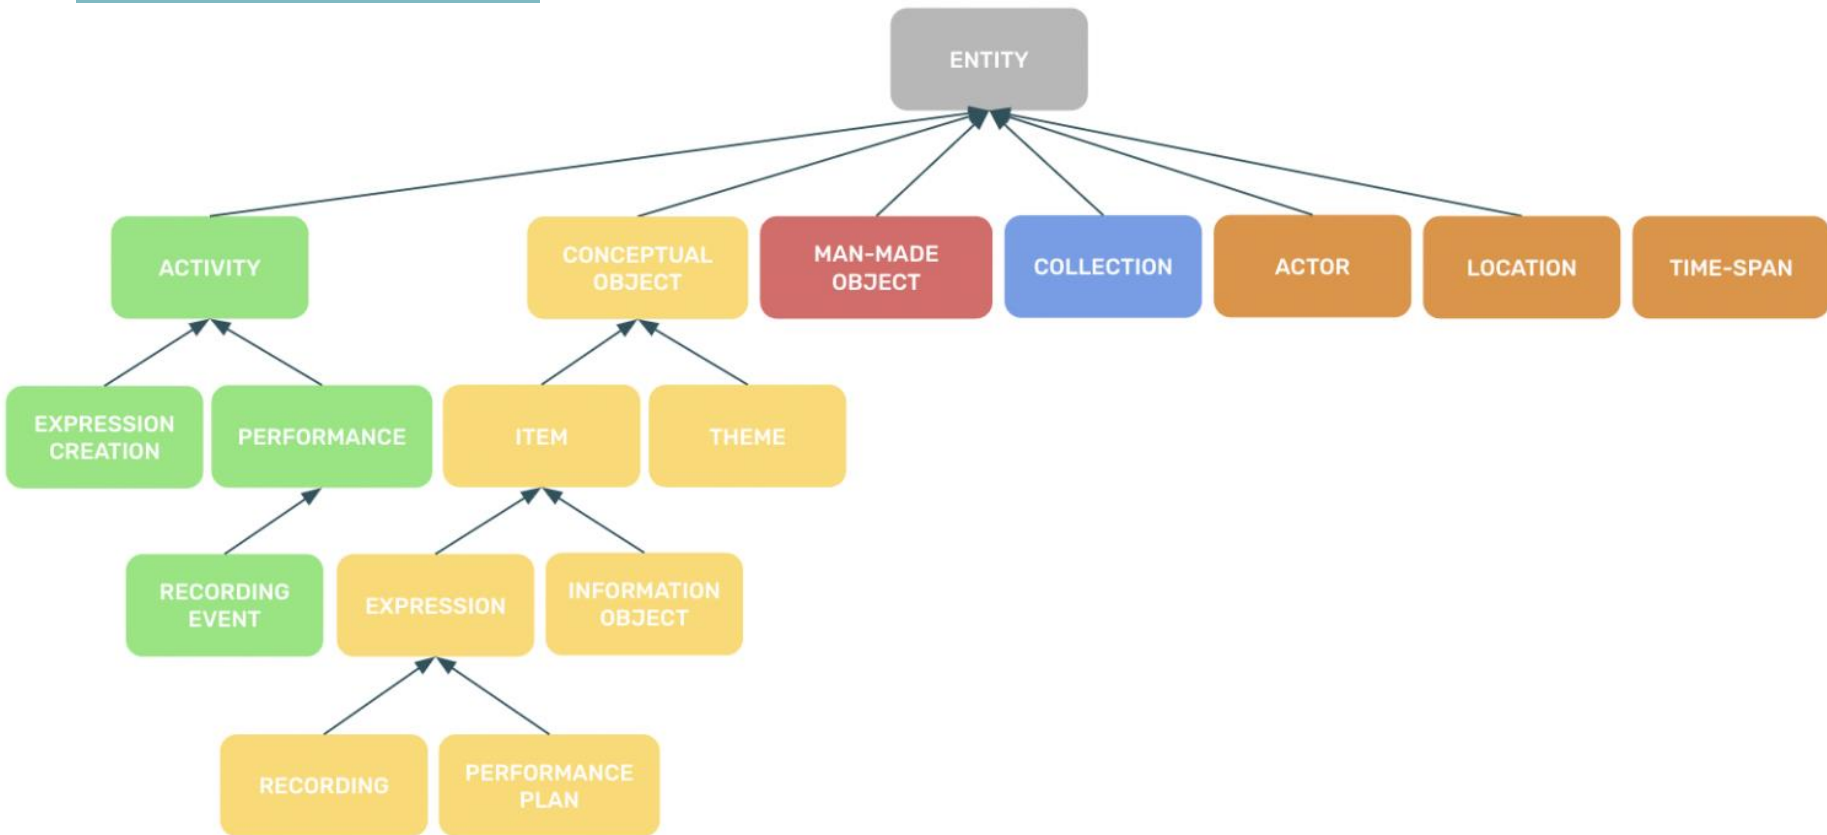 ENTITY
ACTIVITY
CONCEPTUAL
OBJECT
MAN-MADE
OBJECT
COLLECTION
ACTOR
LOCATION
TIME-SPAN
EXPRESSION
CREATION
PERFORMANCE
ITEM
THEME
RECORDING
EVENT
EXPRESSION
INFORMATION
OBJECT
RECORDING
PERFORMANCE
PLAN